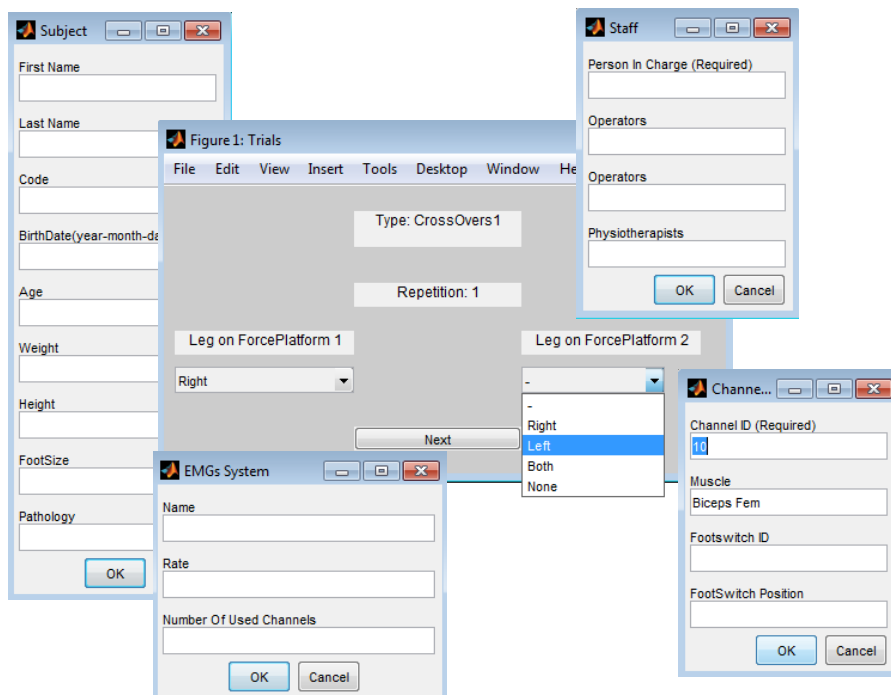 Subject
First Name
Last Name
Code
BirthDate(year-month-da
Age
Weight
Height
FootSize
Pathology
OK
Figure 1: Trials
File Edit View Insert Tools Desktop Window He
Type: CrossOvers1
Repetition: 1
Leg on ForcePlatform 1
Leg on ForcePlatform 2
Right
-
-
Right
Left
Both
None
Next
Staff
Person In Charge (Required)
Operators
Operators
Physiotherapists
OK Cancel
EMGs System
Name
Rate
Number Of Used Channels
OK Cancel
Channe...
Channel ID (Required)
10
Muscle
Biceps Fem
Footswitch ID
FootSwitch Position
OK Cancel